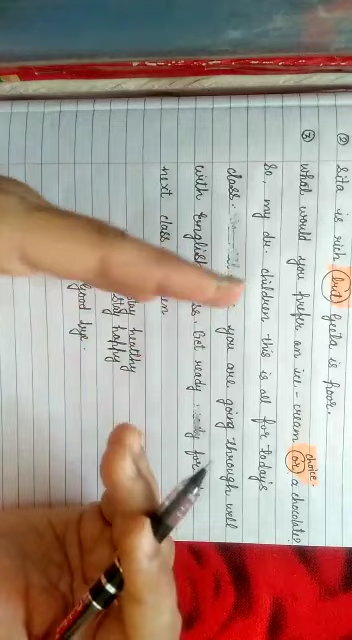 ② Sita is rich but Geeta is poor.
choice.
③ what would you prefer an ice-cream or a chocolate?
So, my dr. children this is all for today's
class. you are going through well
with English Get ready for
next class
healthy
stay happy
Good bye.